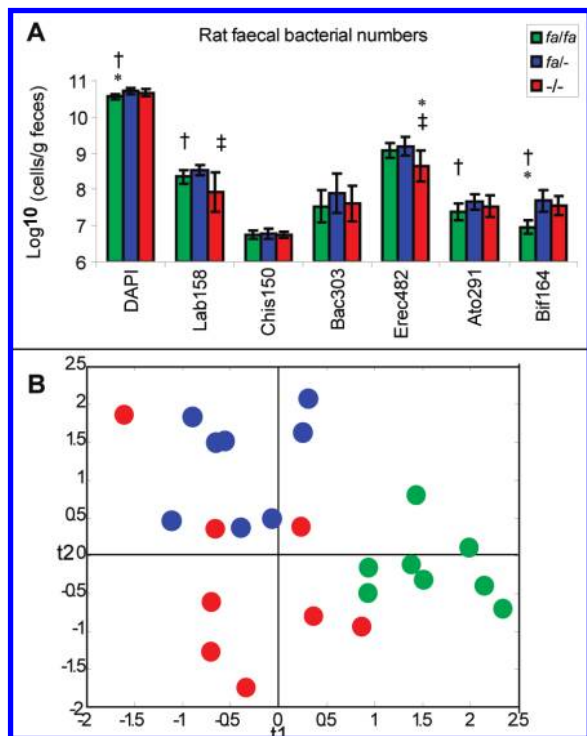 A
Rat faecal bacterial numbers
fa/fa
fa/-
-/-
Log10 (cells/g feces)
11
10
9
8
7
6
†
*
†
‡
*
‡
†
†
*
DAPI
Lab158
Chis150
Bac303
Erec482
Ato291
Bif164
B
2.5
2
1.5
1
0.5
t2 0
-0.5
-1
-1.5
-2
-2 -1.5 -1 -0.5 0 0.5 1 1.5 2 2.5
t1